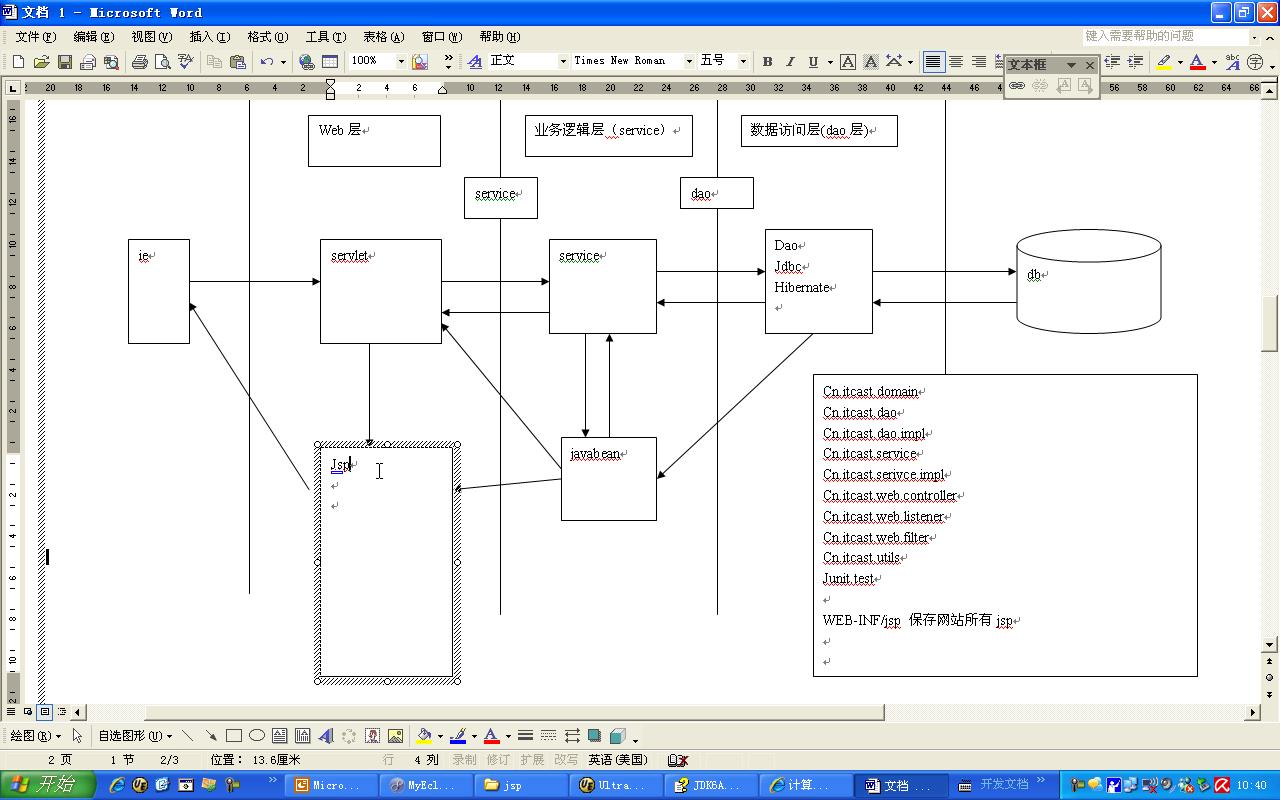 文档 1 - Microsoft Word
文件(F) 编辑(E) 视图(V) 插入(I) 格式(O) 工具(T) 表格(A) 窗口(W) 帮助(H) 键入需要帮助的问题
100% 正文 Times New Roman 五号 B I U A A A abc
文本框
20 18 16 14 12 10 8 6 4 2 2 4 6 10 12 14 16 18 20 22 24 26 28 30 32 34 36 38 40 42 44 46 48 50 52 54 56 58 60 62 64 66
Web 层
业务逻辑层（service）
数据访问层(dao 层)
service
dao
ie
servlet
service
Dao
Jdbc
Hibernate
db
Jsp
javabean
Cn.itcast.domain
Cn.itcast.dao
Cn.itcast.dao.impl
Cn.itcast.service
Cn.itcast.serivce.impl
Cn.itcast.web.controller
Cn.itcast.web.listener
Cn.itcast.web.filter
Cn.itcast.utils
Junit.test
WEB-INF/jsp 保存网站所有 jsp
绘图(R) 自选图形(U)
2 页 1 节 2/3 位置: 13.6厘米 行 4 列 录制 修订 扩展 改写 英语(美国)
开始 Micro... MyEcl... jsp Ultra... JDK6A... 计算... 文档 ... 开发文档 10:40